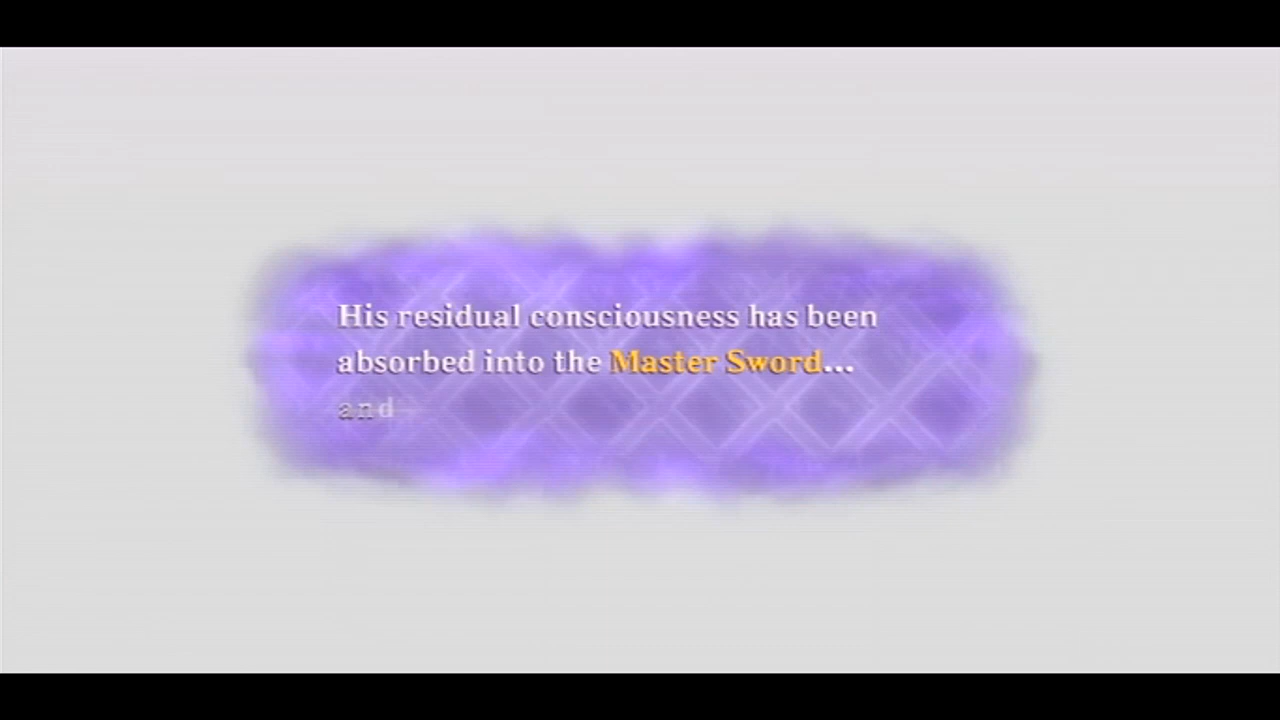 His residual consciousness has been
absorbed into the Master Sword...
and